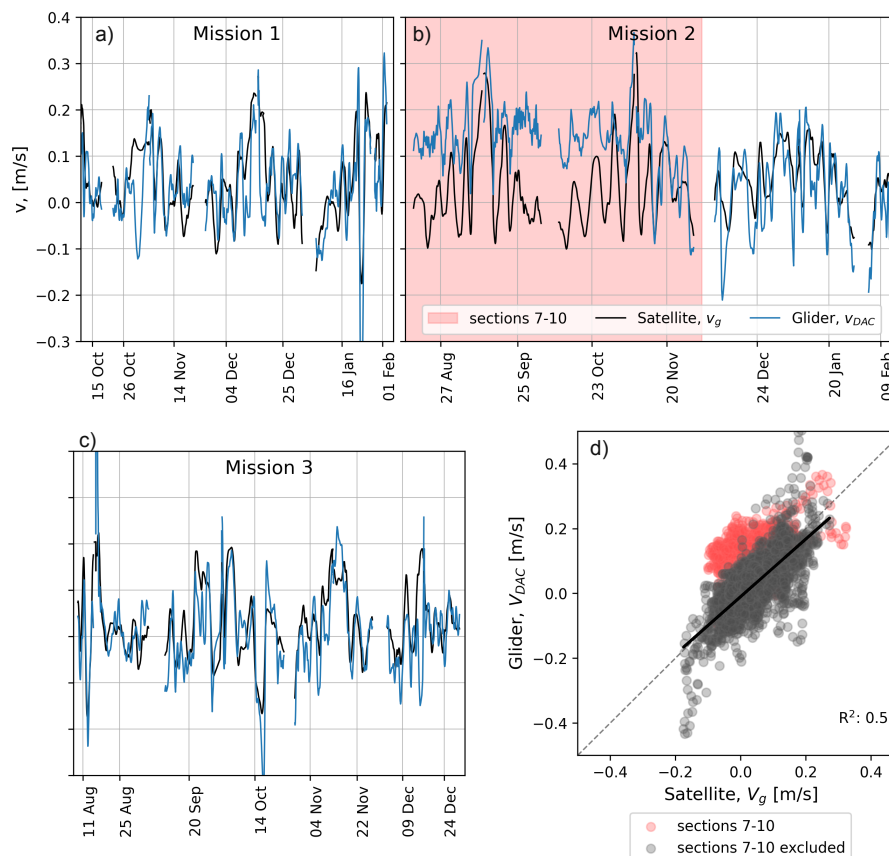 a)
Mission 1
b)
Mission 2
v, [m/s]
0.4
0.3
0.2
0.1
0.0
−0.1
−0.2
−0.3
sections 7-10
Satellite, v_g
Glider, v_DAC
15 Oct
26 Oct
14 Nov
04 Dec
25 Dec
16 Jan
01 Feb
27 Aug
25 Sep
23 Oct
20 Nov
24 Dec
20 Jan
09 Feb
c)
Mission 3
11 Aug
25 Aug
20 Sep
14 Oct
04 Nov
22 Nov
09 Dec
24 Dec
d)
Glider, V_DAC [m/s]
0.4
0.2
0.0
−0.2
−0.4
R²: 0.5
−0.4
−0.2
0.0
0.2
0.4
Satellite, V_g [m/s]
sections 7-10
sections 7-10 excluded